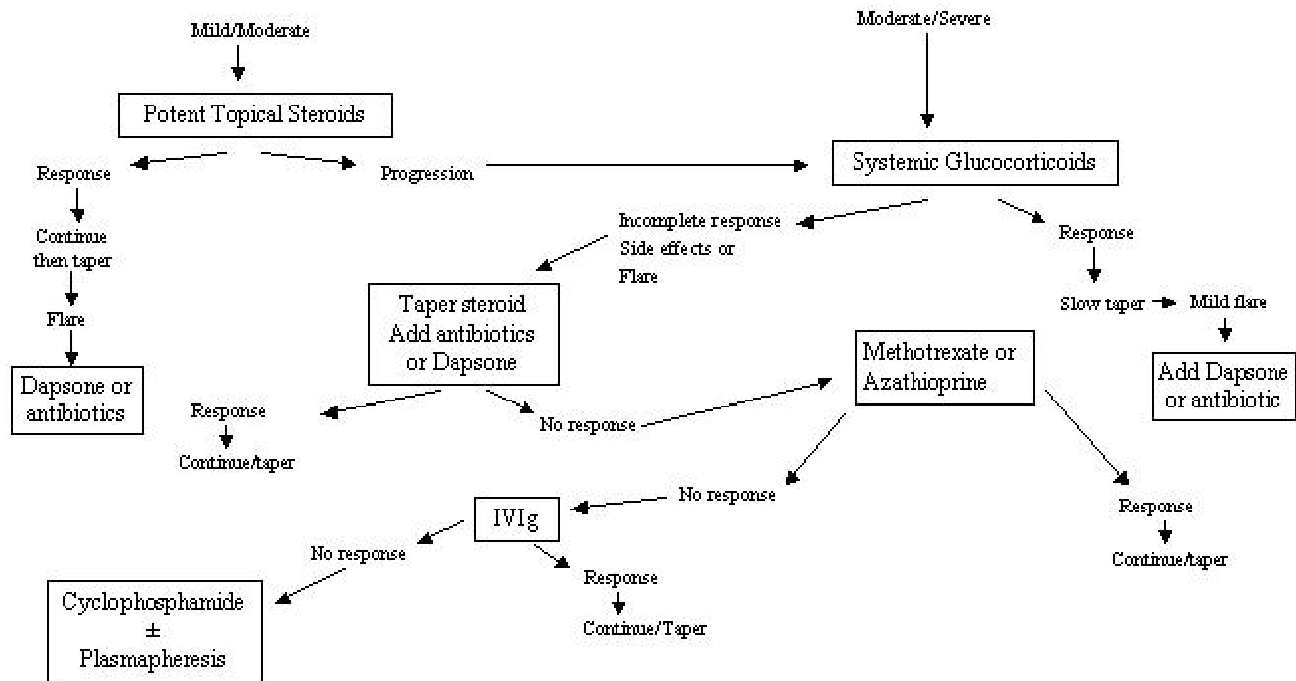 Mild/Moderate
Moderate/Severe
Potent Topical Steroids
Systemic Glucocorticoids
Response
Progression
Continue
then taper
Flare
Dapsone or
antibiotics
Incomplete response
Side effects or
Flare
Response
Slow taper
Mild flare
Add Dapsone
or antibiotic
Taper steroid
Add antibiotics
or Dapsone
Methotrexate or
Azathioprine
Response
Continue/taper
No response
No response
Response
Continue/taper
IVIg
No response
Response
Continue/Taper
Cyclophosphamide
±
Plasmapheresis